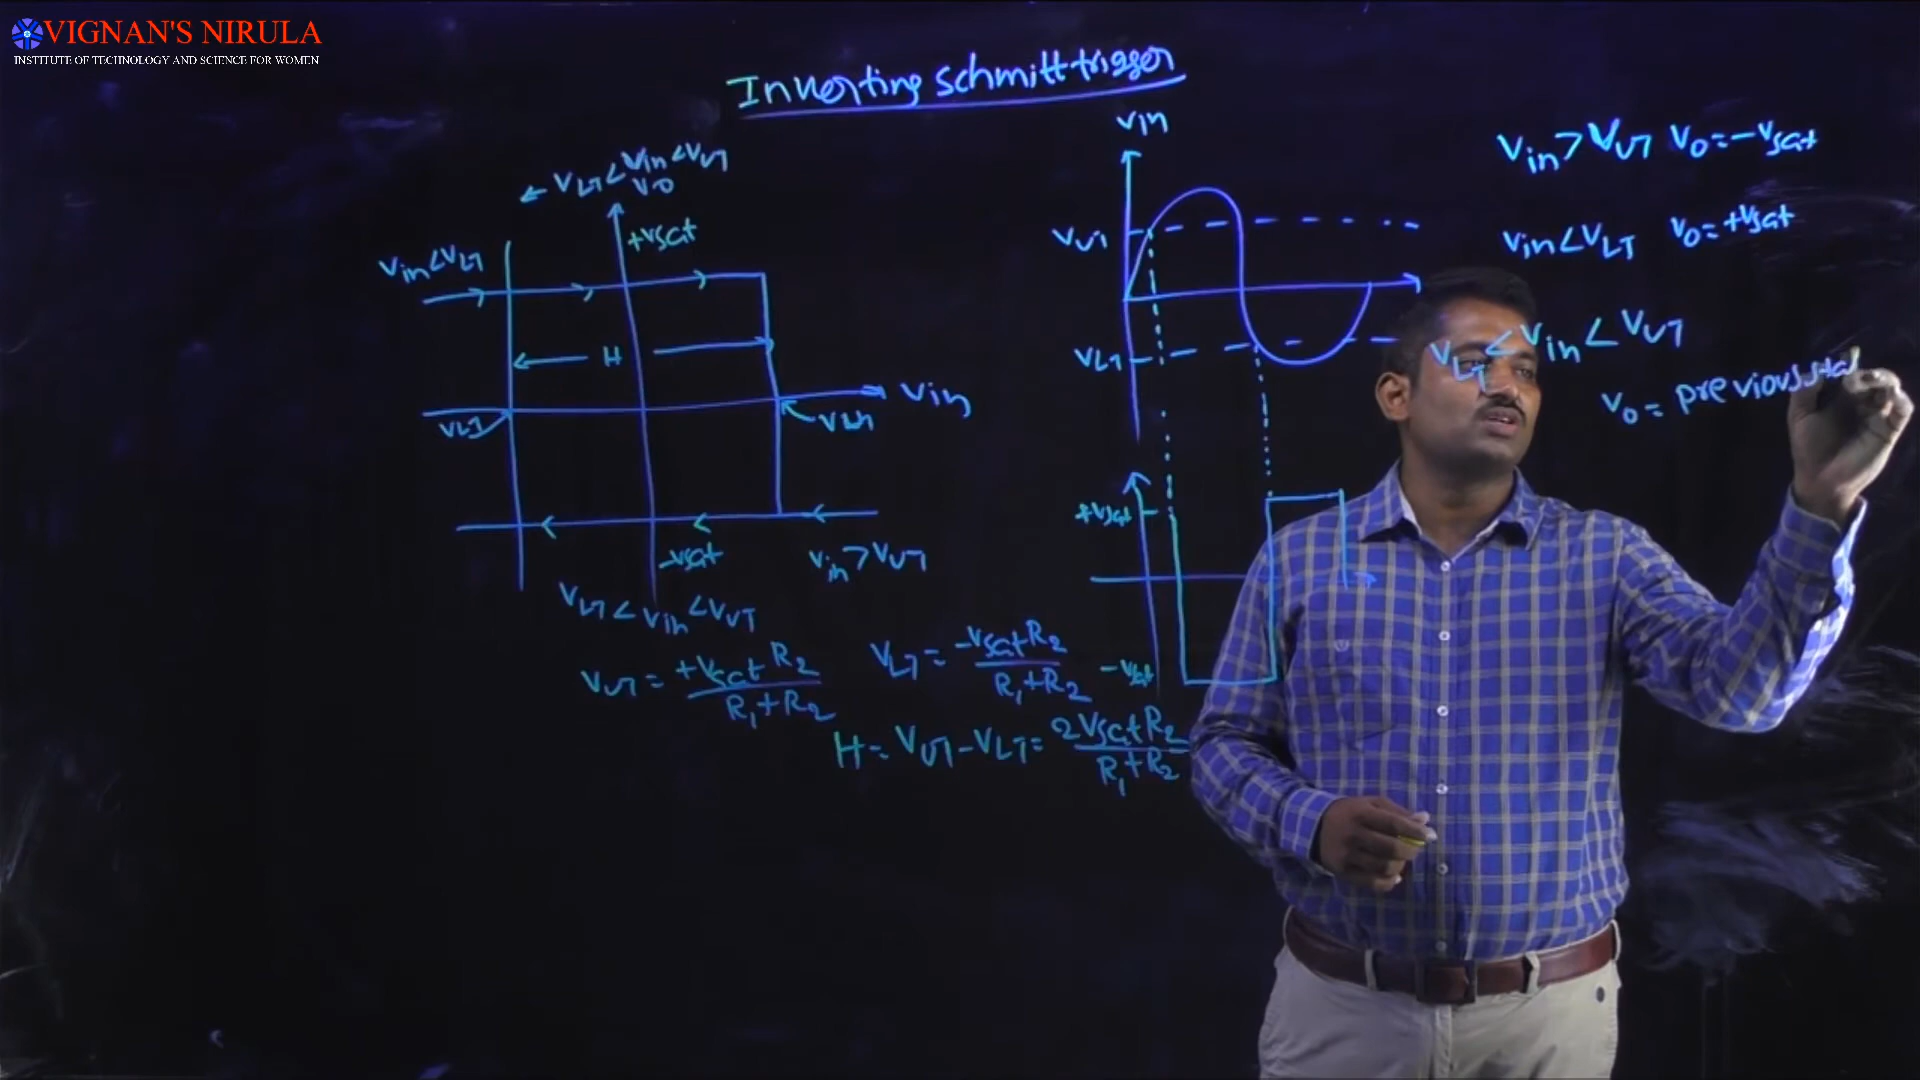 VIGNAN'S NIRULA
INSTITUTE OF TECHNOLOGY AND SCIENCE FOR WOMEN
Inverting Schmitt trigger
VLT < Vin < VUT
Vo
+Vsat
Vin < VLT
H
Vin
VLT
-Vsat
Vin > VUT
VLT < Vin < VUT
VUT = +Vsat R2 / R1+R2
VLT = -Vsat R2 / R1+R2
H = VUT - VLT = 2Vsat R2 / R1+R2
Vin
VUT
VLT
+Vsat
-Vsat
Vin > VUT Vo = -Vsat
Vin < VLT Vo = +Vsat
VLT < Vin < VUT
Vo = previous